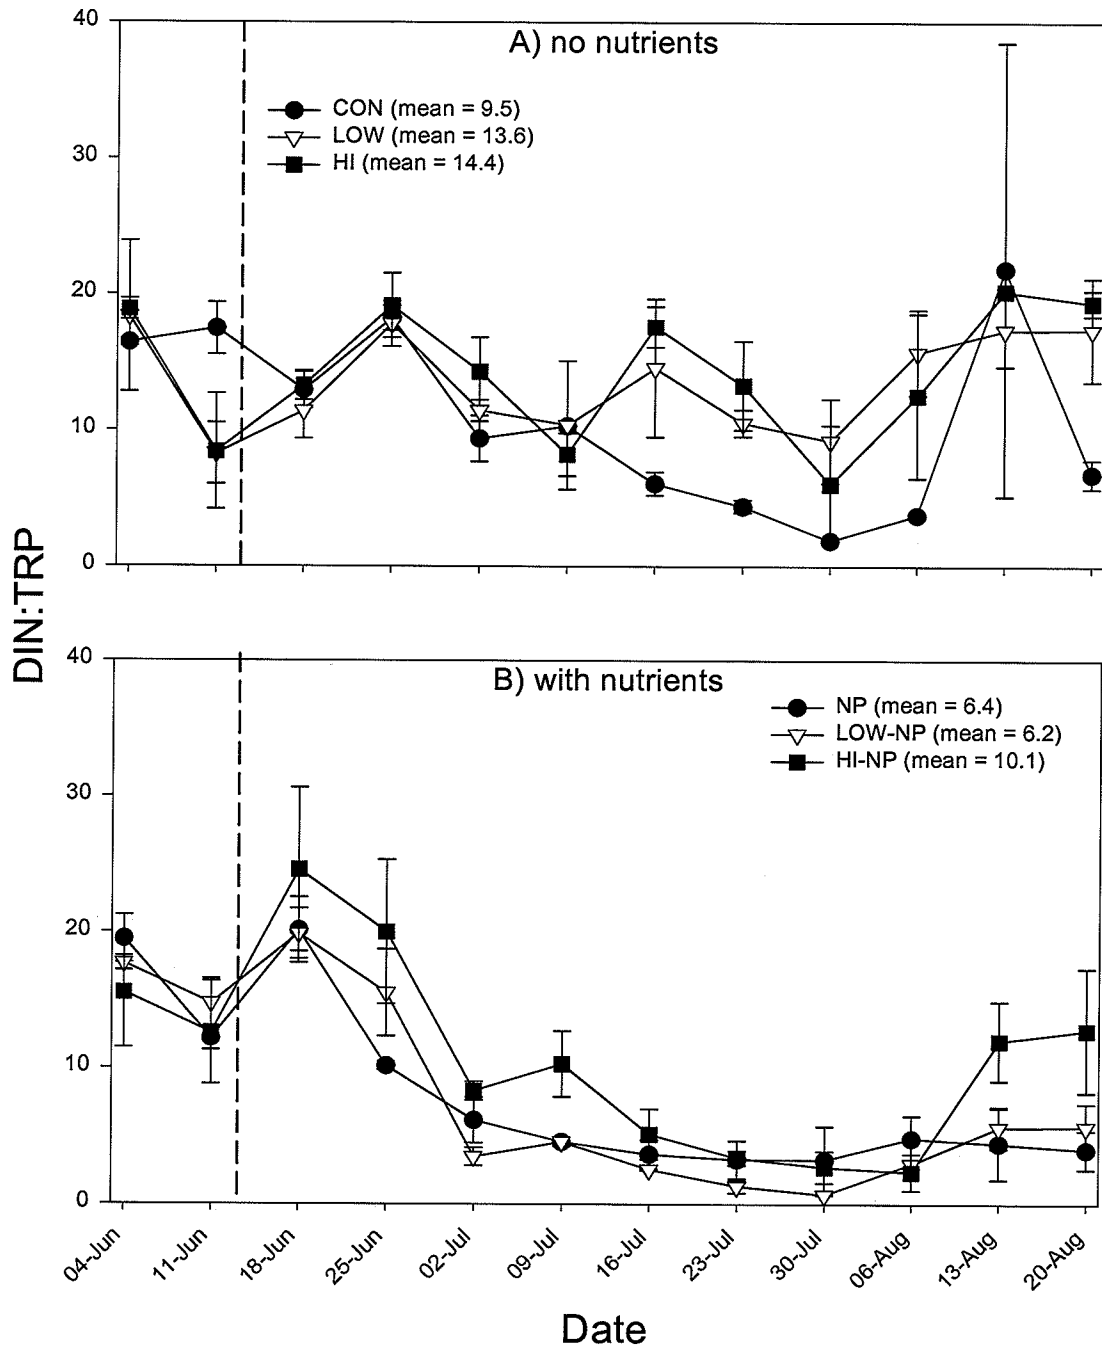 A) no nutrients
CON (mean = 9.5)
LOW (mean = 13.6)
HI (mean = 14.4)
40
30
20
10
0
DIN:TRP
B) with nutrients
NP (mean = 6.4)
LOW-NP (mean = 6.2)
HI-NP (mean = 10.1)
40
30
20
10
0
04-Jun
11-Jun
18-Jun
25-Jun
02-Jul
09-Jul
16-Jul
23-Jul
30-Jul
06-Aug
13-Aug
20-Aug
Date